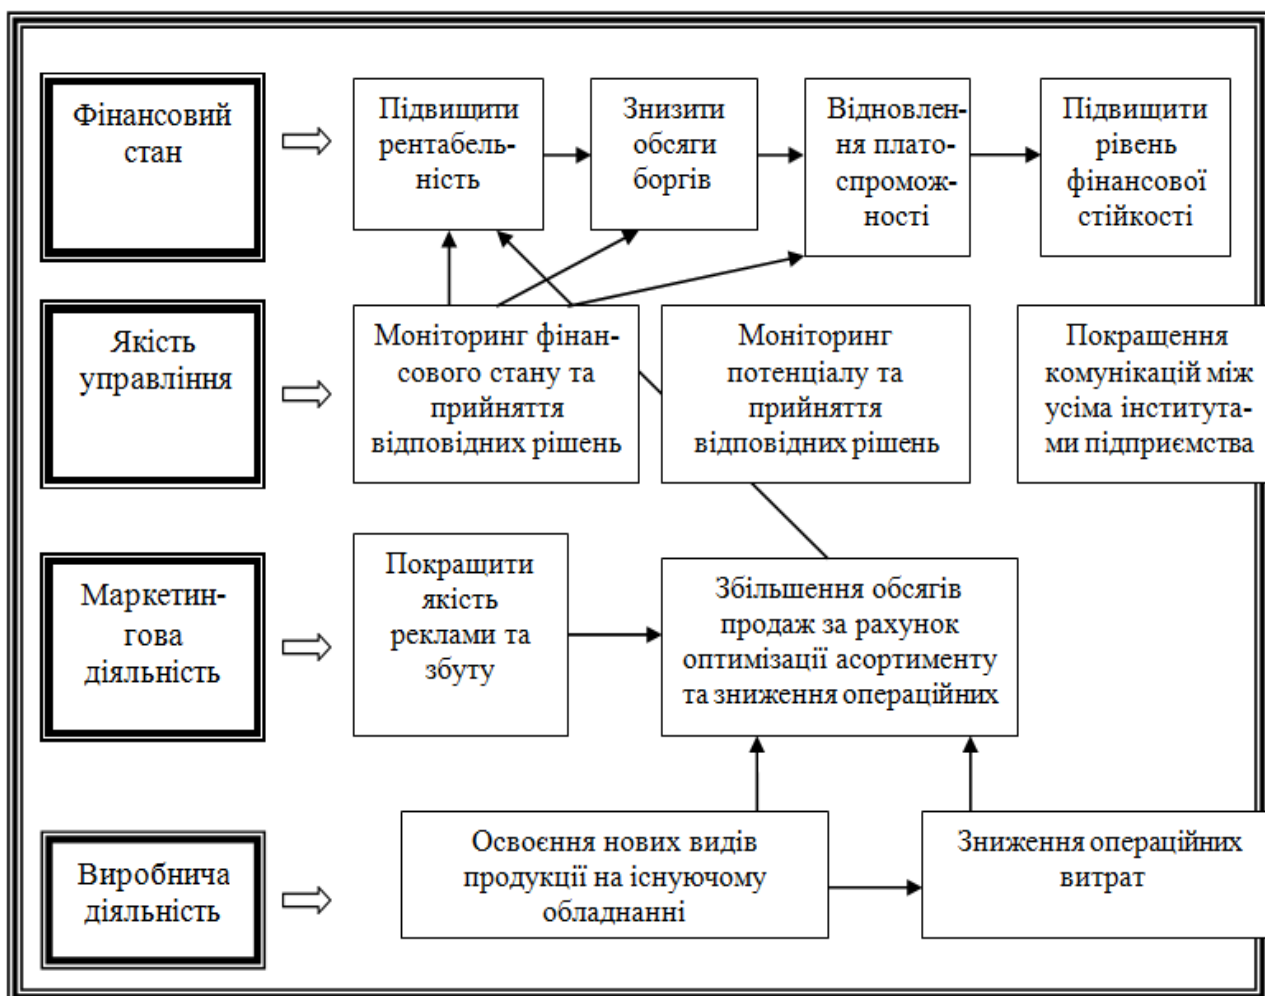 Фінансовий
стан
Підвищити
рентабель-
ність
Знизити
обсяги
боргів
Відновлен-
ня плато-
спромож-
ності
Підвищити
рівень
фінансової
стійкості
Якість
управління
Моніторинг фінан-
сового стану та
прийняття
відповідних рішень
Моніторинг
потенціалу та
прийняття
відповідних рішень
Покращення
комунікацій між
усіма інститута-
ми підприємства
Маркетин-
гова
діяльність
Покращити
якість
реклами та
збуту
Збільшення обсягів
продаж за рахунок
оптимізації асортименту
та зниження операційних
Виробнича
діяльність
Освоєння нових видів
продукції на існуючому
обладнанні
Зниження операційних
витрат